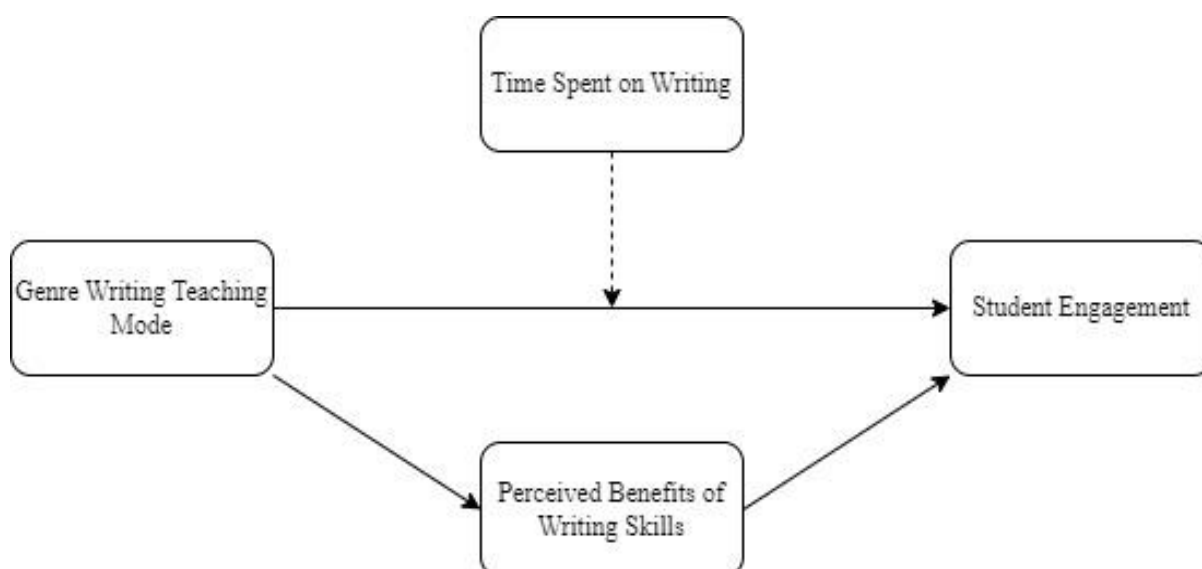 Time Spent on Writing
Genre Writing Teaching
Mode
Student Engagement
Perceived Benefits of
Writing Skills